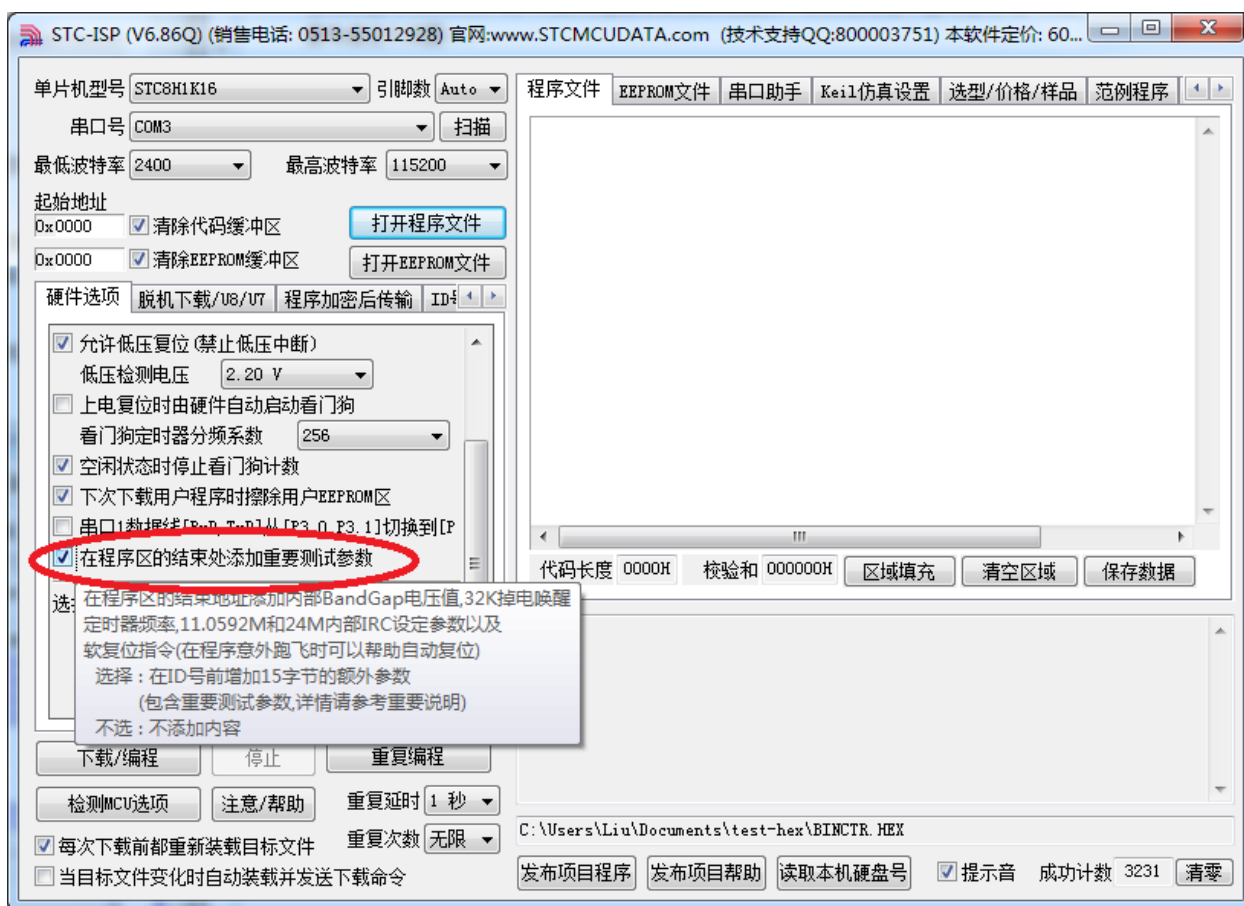 STC-ISP (V6.86Q) (销售电话: 0513-55012928) 官网:www.STCMCUDATA.com (技术支持QQ:800003751) 本软件定价: 60...
单片机型号 STC8H1K16 引脚数 Auto
串口号 COM3 扫描
最低波特率 2400 最高波特率 115200
起始地址
0x0000 清除代码缓冲区 打开程序文件
0x0000 清除EEPROM缓冲区 打开EEPROM文件
硬件选项 脱机下载/U8/U7 程序加密后传输
允许低压复位(禁止低压中断)
低压检测电压 2.20 V
上电复位时由硬件自动启动看门狗
看门狗定时器分频系数 256
空闲状态时停止看门狗计数
下次下载用户程序时擦除用户EEPROM区
串口1数据线[RxD,TxD]从[P3.0,P3.1]切换到[P
在程序区的结束处添加重要测试参数
在程序区的结束地址添加内部BandGap电压值,32K掉电唤醒
定时器频率,11.0592M和24M内部IRC设定参数以及
软复位指令(在程序意外跑飞时可以帮助自动复位)
选择 : 在ID号前增加15字节的额外参数
(包含重要测试参数,详情请参考重要说明)
不选 : 不添加内容
下载/编程 停止 重复编程
检测MCU选项 注意/帮助 重复延时 1 秒
每次下载前都重新装载目标文件 重复次数 无限
当目标文件变化时自动装载并发送下载命令
程序文件 EEPROM文件 串口助手 Keil仿真设置 选型/价格/样品 范例程序
代码长度 0000H 校验和 000000H 区域填充 清空区域 保存数据
C:\Users\Liu\Documents\test-hex\BINCTR.HEX
发布项目程序 发布项目帮助 读取本机硬盘号 提示音 成功计数 3231 清零